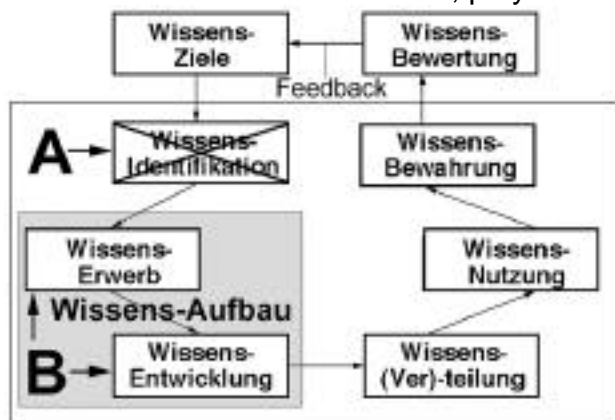 Wissens-
Ziele
Wissens-
Bewertung
Feedback
A
Wissens-
Identifikation
Wissens-
Bewahrung
Wissens-
Erwerb
Wissens-
Nutzung
Wissens-Aufbau
B
Wissens-
Entwicklung
Wissens-
(Ver)-teilung